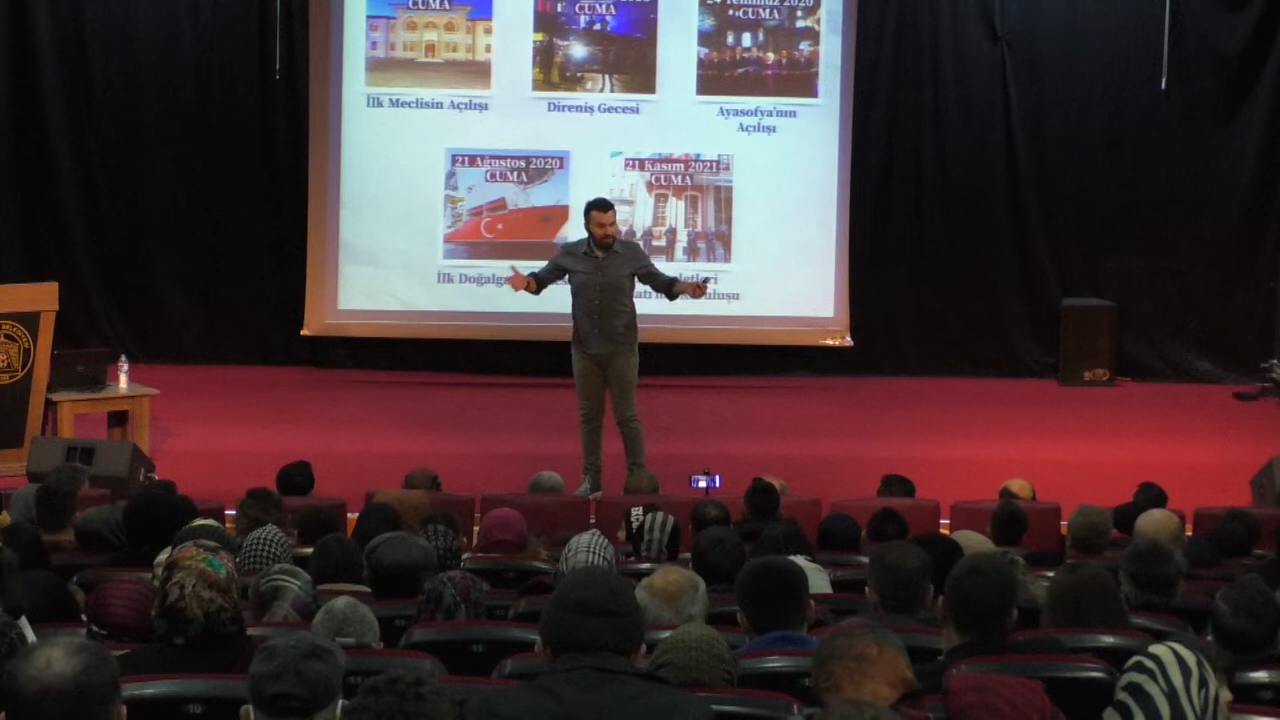 CUMA
CUMA
24 Temmuz 2020
CUMA
İlk Meclisin Açılışı
Direniş Gecesi
Ayasofya'nın
Açılışı
21 Ağustos 2020
CUMA
21 Kasım 2021
CUMA
İlk
10